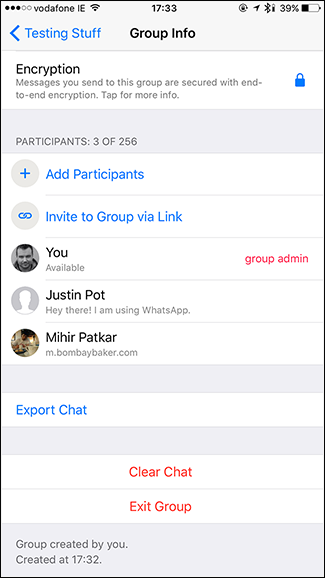 vodafone IE 17:33 39%
Testing Stuff Group Info
Encryption
Messages you send to this group are secured with end-
to-end encryption. Tap for more info.
PARTICIPANTS: 3 OF 256
Add Participants
Invite to Group via Link
You
Available group admin
Justin Pot
Hey there! I am using WhatsApp.
Mihir Patkar
m.bombaybaker.com
Export Chat
Clear Chat
Exit Group
Group created by you.
Created at 17:32.